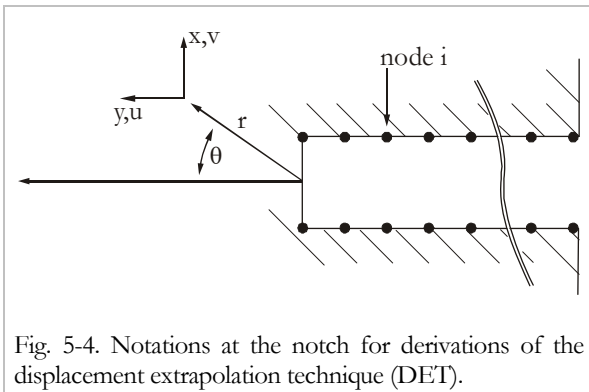 x,v
node i
y,u
r
θ
Fig. 5-4. Notations at the notch for derivations of the
displacement extrapolation technique (DET).